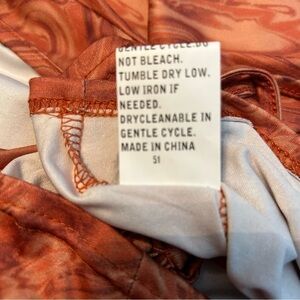 GENTLE CYCLE.DO
NOT BLEACH.
TUMBLE DRY LOW.
LOW IRON IF
NEEDED.
DRYCLEANABLE IN
GENTLE CYCLE.
MADE IN CHINA
51